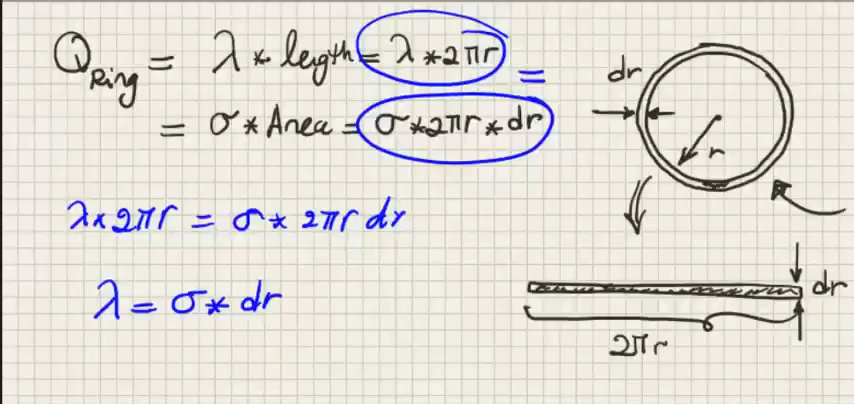 Q_Ring = λ * length = λ * 2πr =
= σ * Area = σ * 2πr * dr
λ * 2πr = σ * 2πr dr
λ = σ * dr
dr
r
dr
2πr